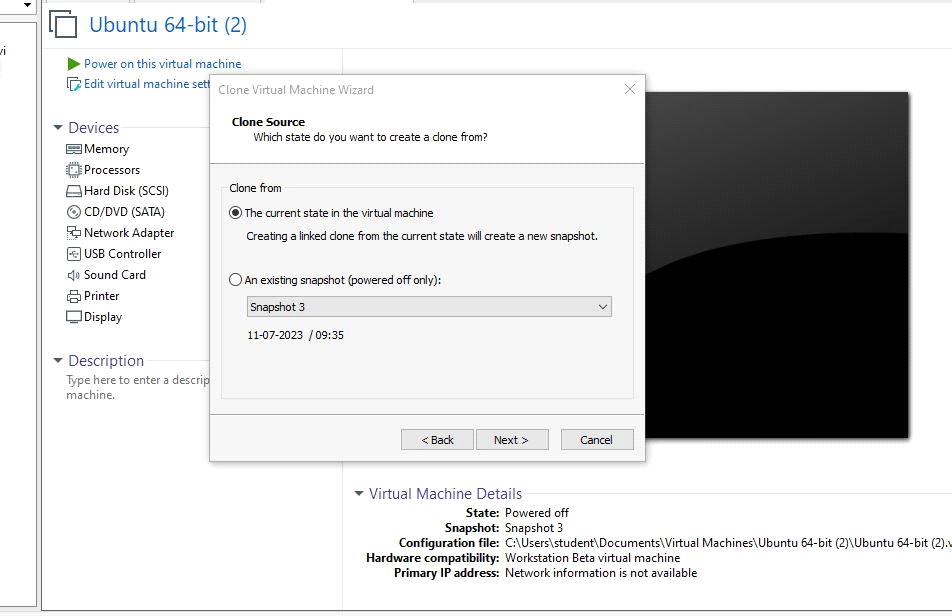 Ubuntu 64-bit (2)
Power on this virtual machine
Edit virtual machine sett
Devices
Memory
Processors
Hard Disk (SCSI)
CD/DVD (SATA)
Network Adapter
USB Controller
Sound Card
Printer
Display
Description
Type here to enter a descrip
machine.
Clone Virtual Machine Wizard
Clone Source
Which state do you want to create a clone from?
Clone from
The current state in the virtual machine
Creating a linked clone from the current state will create a new snapshot.
An existing snapshot (powered off only):
Snapshot 3
11-07-2023 / 09:35
< Back
Next >
Cancel
Virtual Machine Details
State: Powered off
Snapshot: Snapshot 3
Configuration file: C:\Users\student\Documents\Virtual Machines\Ubuntu 64-bit (2)\Ubuntu 64-bit (2).v
Hardware compatibility: Workstation Beta virtual machine
Primary IP address: Network information is not available